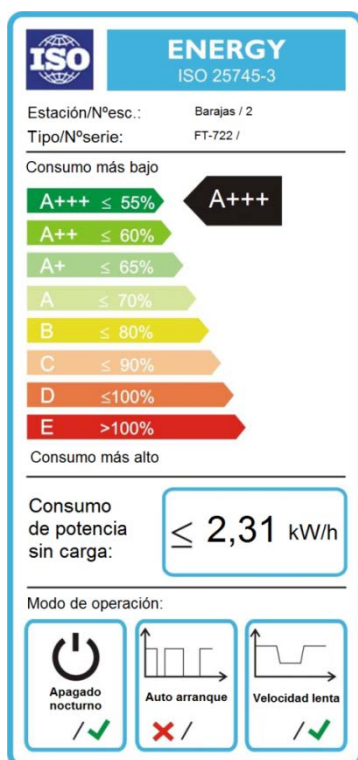 ISO
ENERGY
ISO 25745-3
Estación/Nºesc.: Barajas / 2
Tipo/Nºserie: FT-722 /
Consumo más bajo
A+++ ≤ 55% A+++
A++ ≤ 60%
A+ ≤ 65%
A ≤ 70%
B ≤ 80%
C ≤ 90%
D ≤100%
E >100%
Consumo más alto
Consumo
de potencia
sin carga:
≤ 2,31 kW/h
Modo de operación:
Apagado
nocturno
/ ✓
Auto arranque
✗ /
Velocidad lenta
/ ✓